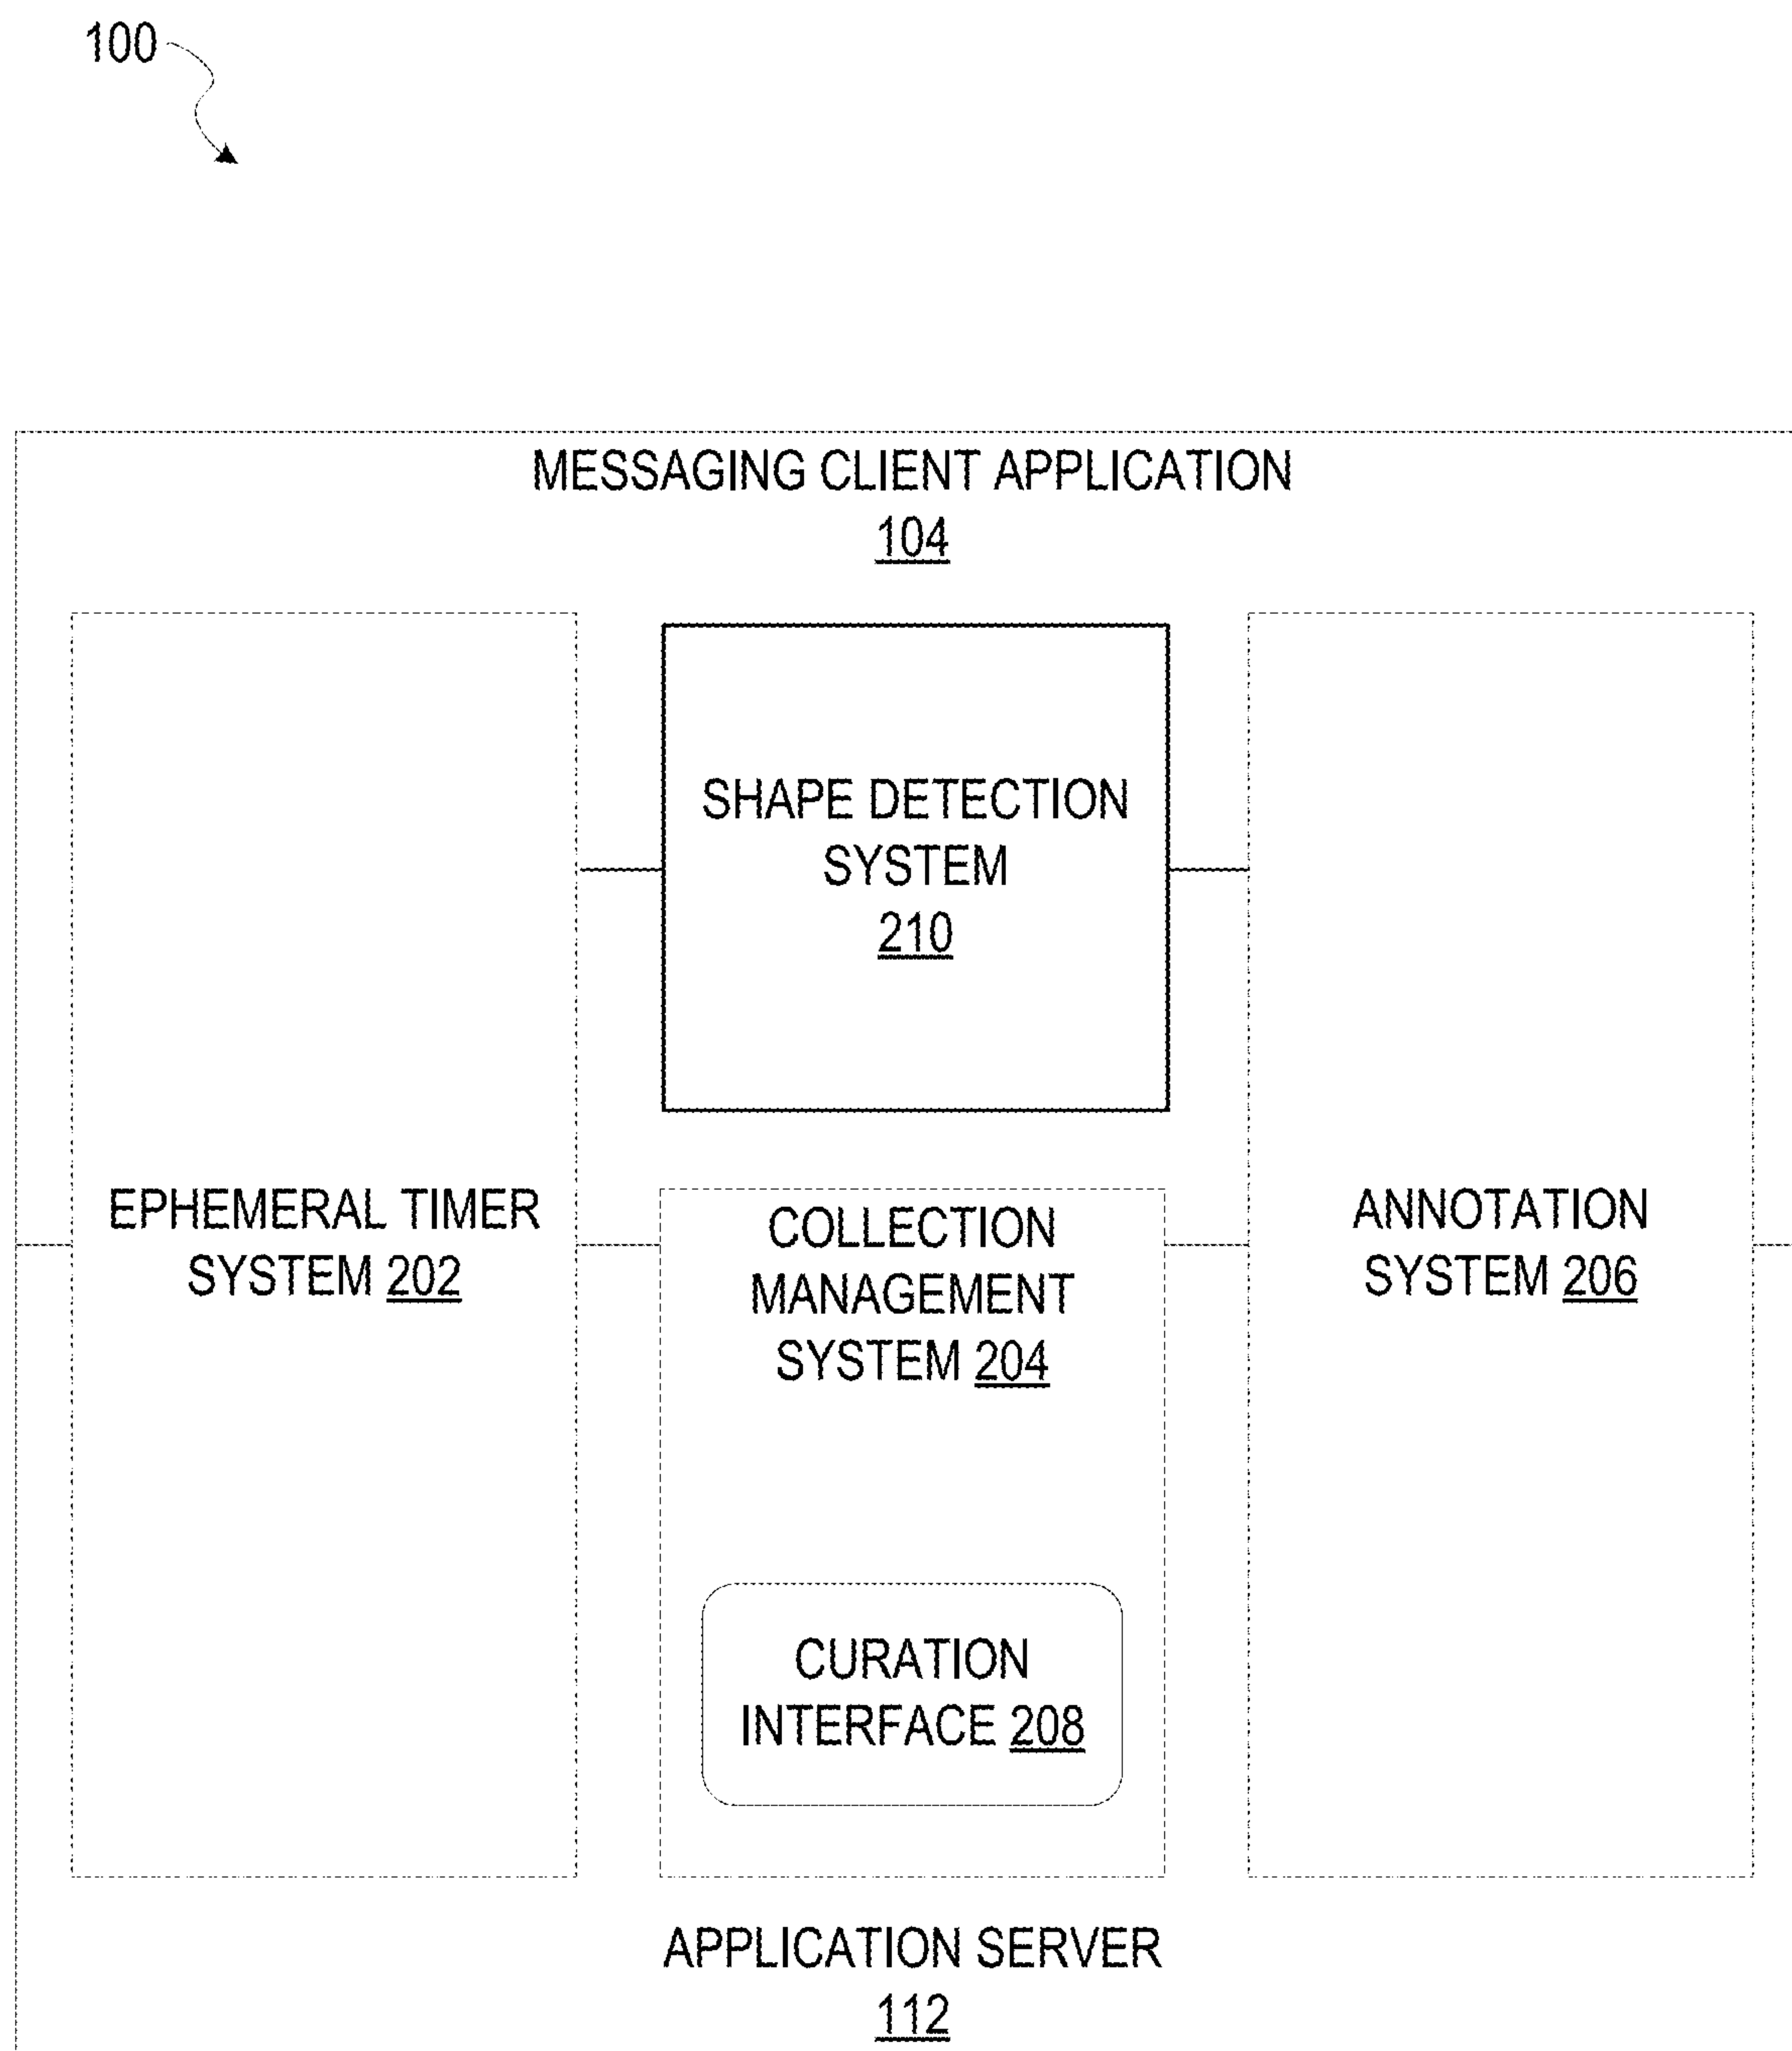 100
MESSAGING CLIENT APPLICATION
104
SHAPE DETECTION
SYSTEM
210
EPHEMERAL TIMER
SYSTEM 202
COLLECTION
MANAGEMENT
SYSTEM 204
ANNOTATION
SYSTEM 206
CURATION
INTERFACE 208
APPLICATION SERVER
112